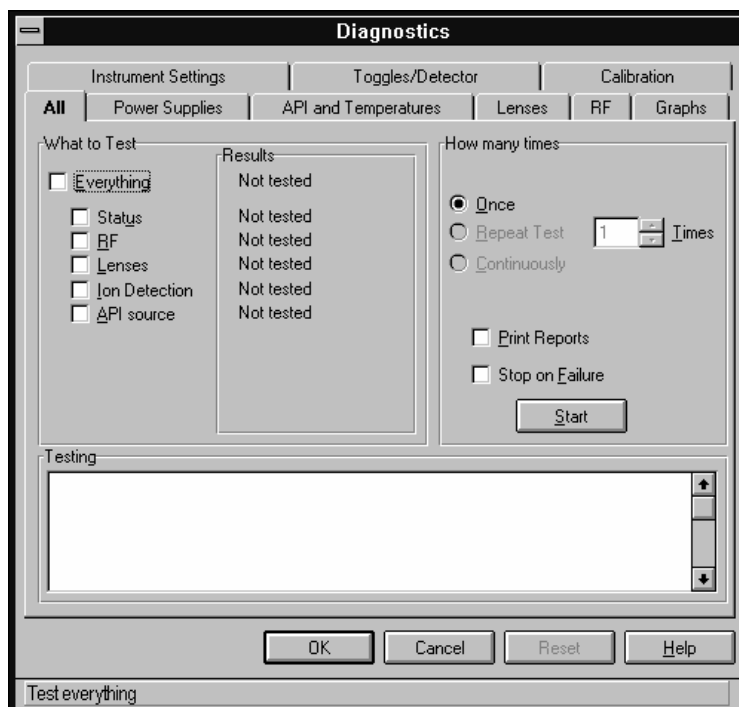 Diagnostics
Instrument Settings
Toggles/Detector
Calibration
All
Power Supplies
API and Temperatures
Lenses
RF
Graphs
What to Test
Results
Everything
Not tested
Status
Not tested
RF
Not tested
Lenses
Not tested
Ion Detection
Not tested
API source
Not tested
How many times
Once
Repeat Test
1
Times
Continuously
Print Reports
Stop on Failure
Start
Testing
OK
Cancel
Reset
Help
Test everything